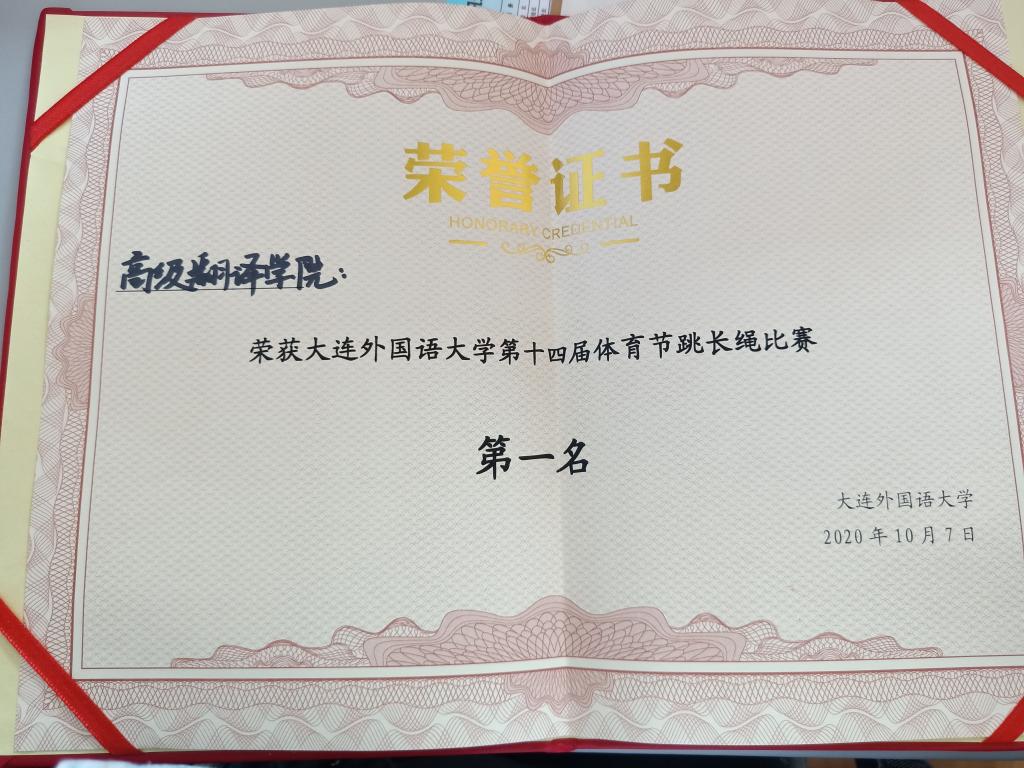 荣誉证书
HONORARY CREDENTIAL
高级翻译学院：
荣获大连外国语大学第十四届体育节跳长绳比赛
第一名
大连外国语大学
2020年10月7日